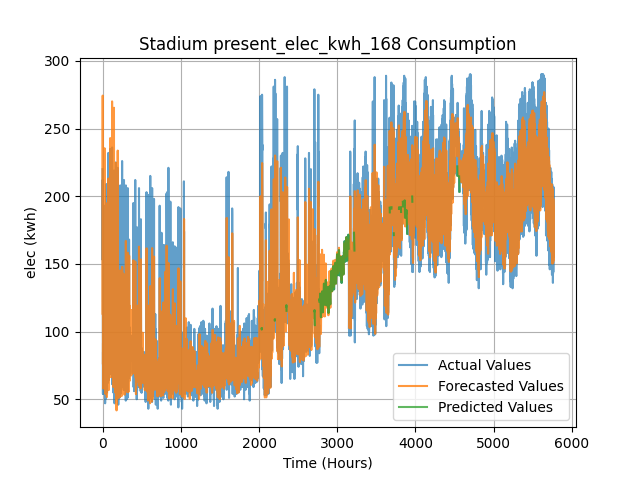 Stadium present_elec_kwh_168 Consumption
elec (kwh)
300
250
200
150
100
50
0
1000
2000
3000
4000
5000
6000
Time (Hours)
Actual Values
Forecasted Values
Predicted Values